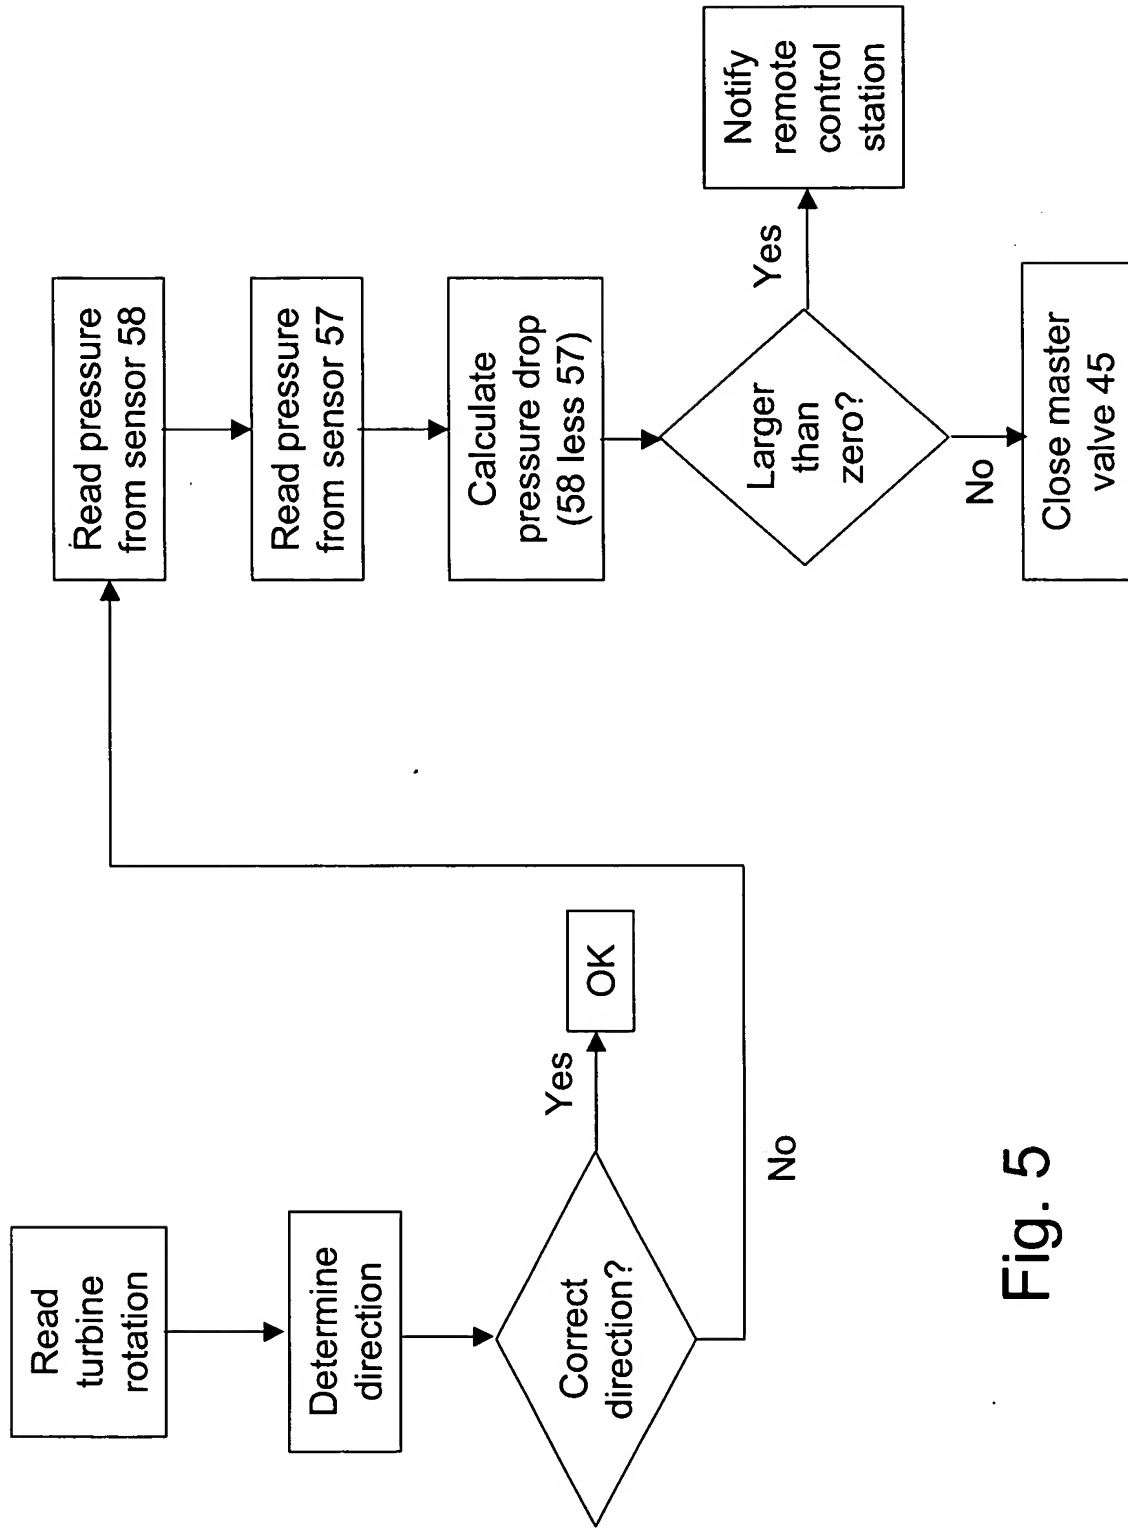 Read
turbine
rotation
Determine
direction
Correct
direction?
Yes
OK
No
Read pressure
from sensor 58
Read pressure
from sensor 57
Calculate
pressure drop
(58 less 57)
Larger
than
zero?
Yes
Notify
remote
control
station
No
Close master
valve 45
Fig. 5